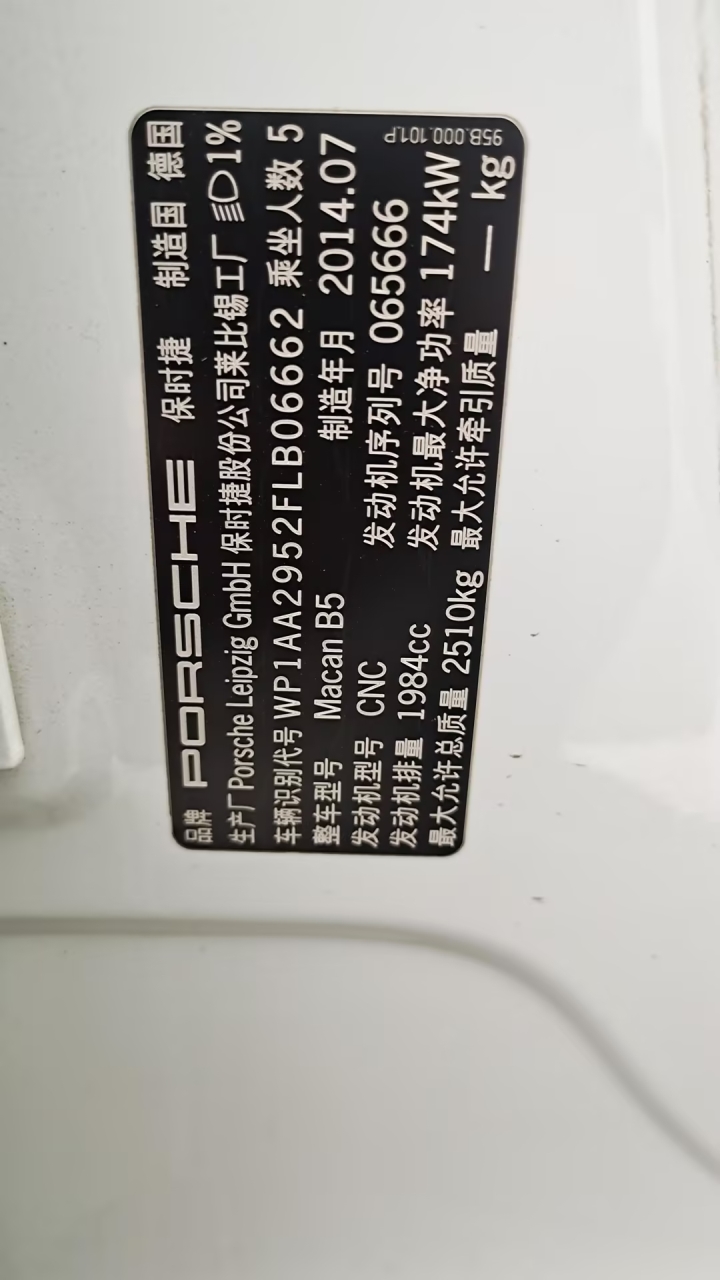 品牌 PORSCHE 保时捷 制造国 德国
生产厂 Porsche Leipzig GmbH 保时捷股份公司莱比锡工厂 1%
车辆识别代号 WP1AA2952FLB06662 乘坐人数 5
整车型号 Macan B5 制造年月 2014.07
发动机型号 CNC 发动机序列号 065666
发动机排量 1984cc 发动机最大净功率 174kW
最大允许总质量 2510kg 最大允许牵引质量 — kg
95B.000.101.P